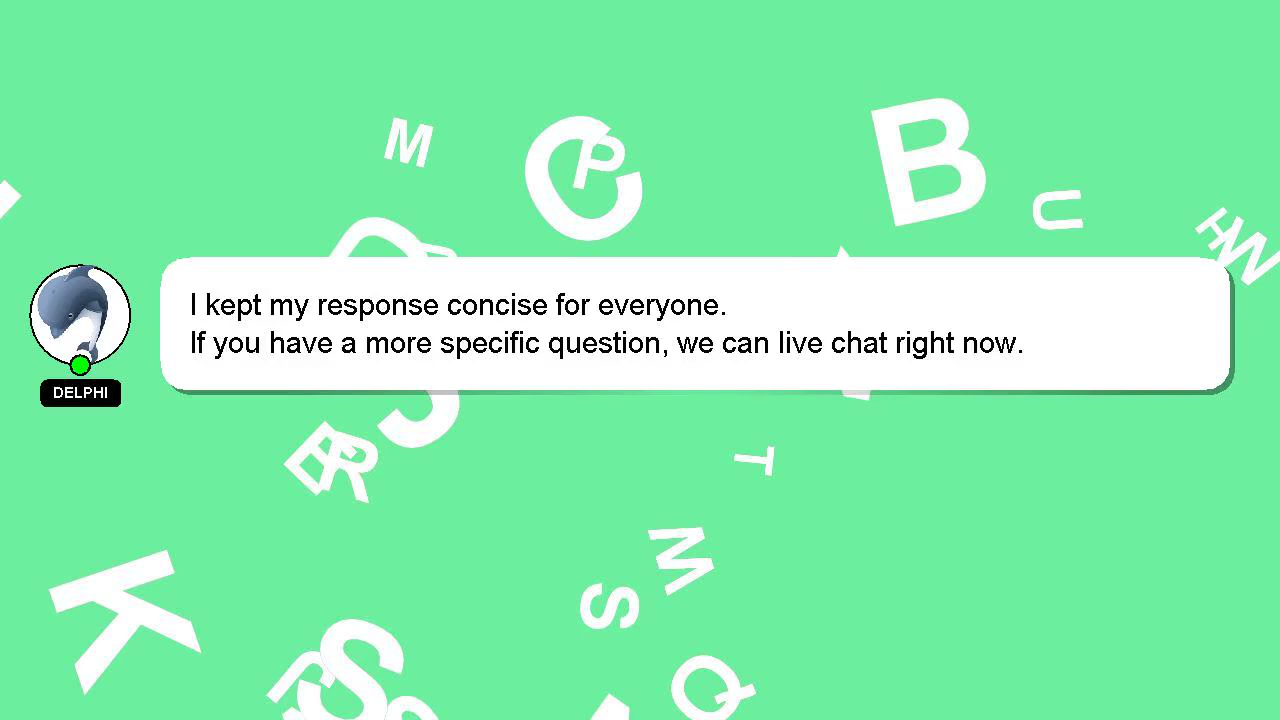 M
C
P
B
U
H
W
D
I kept my response concise for everyone.
If you have a more specific question, we can live chat right now.
DELPHI
J
R
T
K
M
S
S
Q